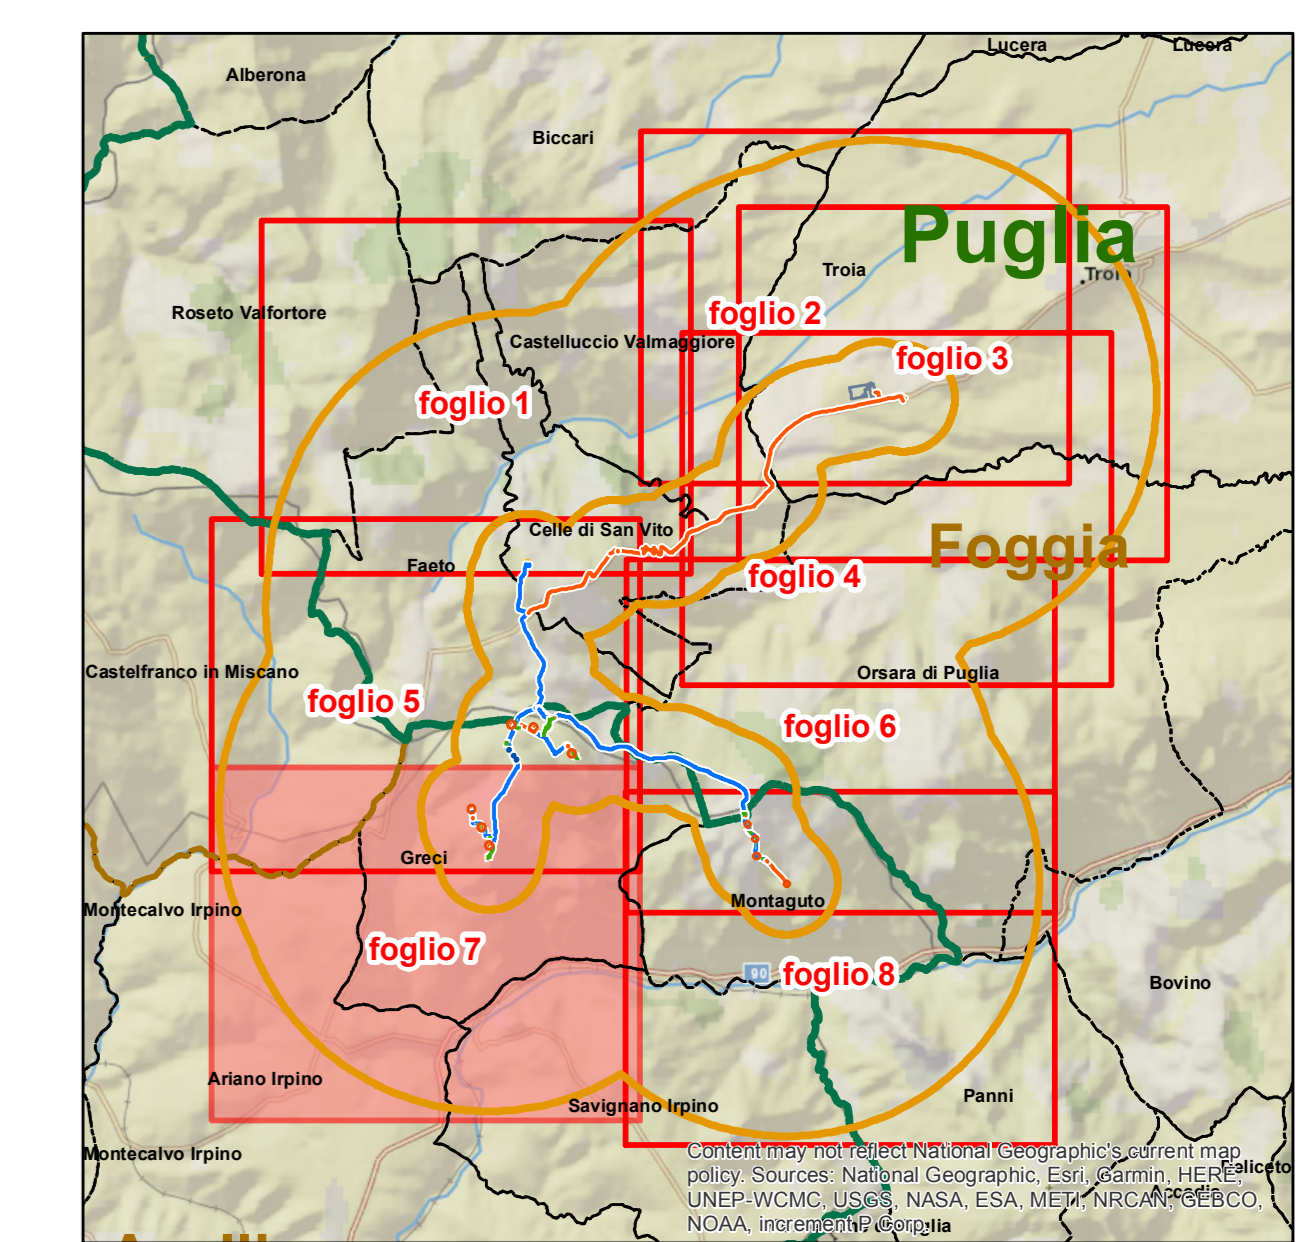 Lucera
Lucera
Alberona
Biccari
Puglia
Troia
Troia
Roseto Valfortore
foglio 2
Castelluccio Valmaggiore
foglio 3
foglio 1
Celle di San Vito
Foggia
Faeto
foglio 4
Castelfranco in Miscano
Orsara di Puglia
foglio 5
foglio 6
Greci
Montaguto
Montecalvo Irpino
foglio 7
90
foglio 8
Bovino
Ariano Irpino
Savignano Irpino
Panni
Montecalvo Irpino
Content may not reflect National Geographic's current map
policy. Sources: National Geographic, Esri, Garmin, HERE,
UNEP-WCMC, USGS, NASA, ESA, METI, NRCAN, GEBCO,
NOAA, increment P Corp.
Deliceto
Accadia